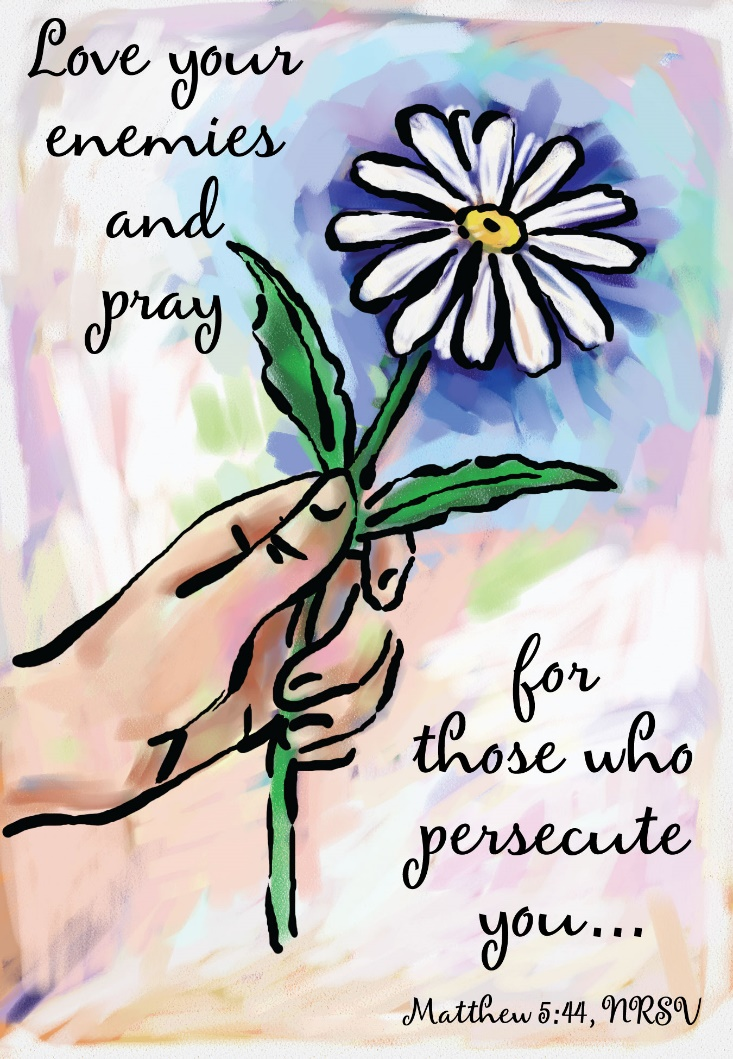 Love your
enemies
and
pray
for
those who
persecute
you...
Matthew 5:44, NRSV